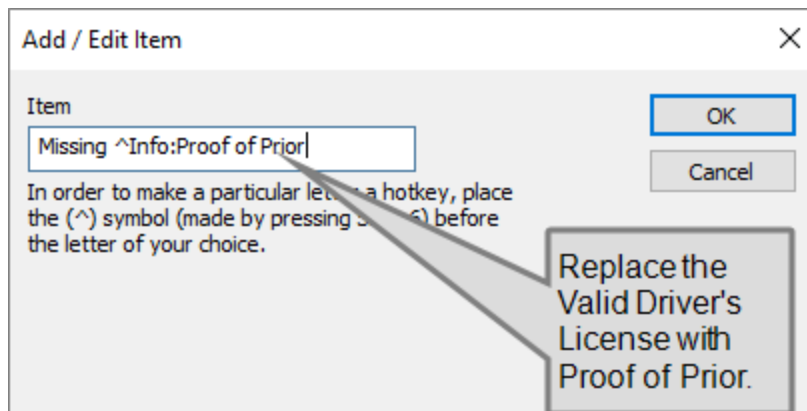 Add / Edit Item
Item
OK
Missing ^Info:Proof of Prior
Cancel
In order to make a particular letter a hotkey, place
the (^) symbol (made by pressing 6) before
the letter of your choice.
Replace the
Valid Driver's
License with
Proof of Prior.